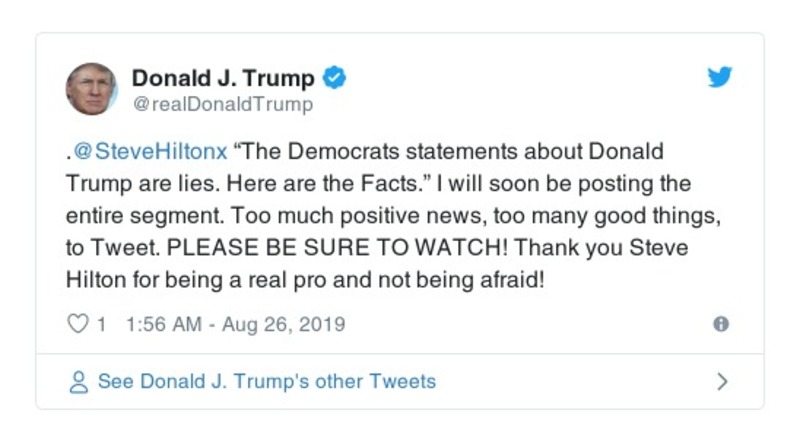 Donald J. Trump
@realDonaldTrump
.@SteveHiltonx “The Democrats statements about Donald
Trump are lies. Here are the Facts.” I will soon be posting the
entire segment. Too much positive news, too many good things,
to Tweet. PLEASE BE SURE TO WATCH! Thank you Steve
Hilton for being a real pro and not being afraid!
1 1:56 AM - Aug 26, 2019
See Donald J. Trump's other Tweets